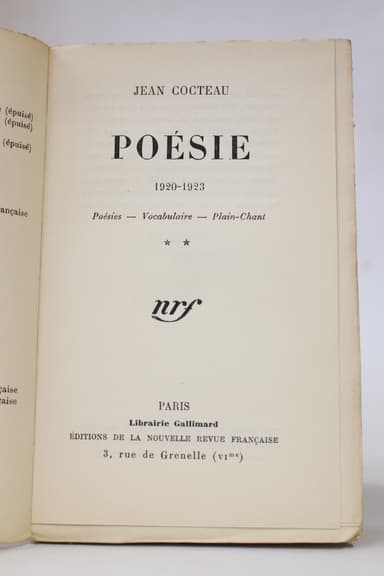 (épuisé)
(épuisé)
(épuisé)
ançaise
çaise
JEAN COCTEAU
POÉSIE
1920-1923
Poésies — Vocabulaire — Plain-Chant
* *
nrf
PARIS
Librairie Gallimard
ÉDITIONS DE LA NOUVELLE REVUE FRANÇAISE
3, rue de Grenelle (VIme)